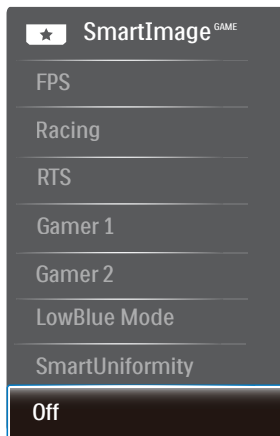 SmartImage GAME
FPS
Racing
RTS
Gamer 1
Gamer 2
LowBlue Mode
SmartUniformity
Off